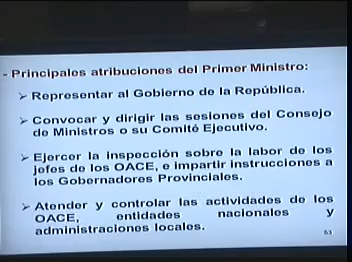 - Principales atribuciones del Primer Ministro:
➢ Representar al Gobierno de la República.
➢ Convocar y dirigir las sesiones del Consejo
de Ministros o su Comité Ejecutivo.
➢ Ejercer la inspección sobre la labor de los
jefes de los OACE, e impartir instrucciones a
los Gobernadores Provinciales.
➢ Atender y controlar las actividades de los
OACE, entidades nacionales y
administraciones locales.
53